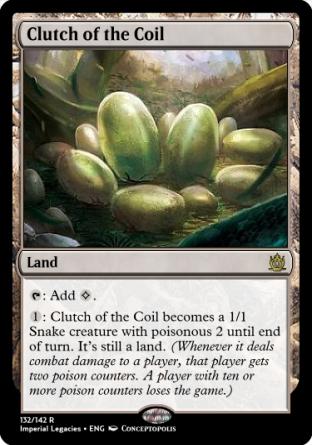 Clutch of the Coil
Land
: Add .
1: Clutch of the Coil becomes a 1/1
Snake creature with poisonous 2 until end
of turn. It's still a land. (Whenever it deals
combat damage to a player, that player gets
two poison counters. A player with ten or
more poison counters loses the game.)
132/142 R
Imperial Legacies • ENG Conceptopolis